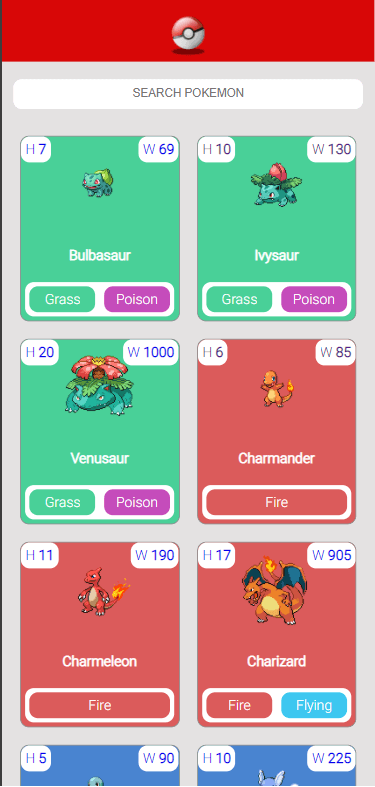 SEARCH POKEMON
H 7 W 69 H 10 W 130
Bulbasaur Ivysaur
Grass Poison Grass Poison
H 20 W 1000 H 6 W 85
Venusaur Charmander
Grass Poison Fire
H 11 W 190 H 17 W 905
Charmeleon Charizard
Fire Fire Flying
H 5 W 90 H 10 W 225